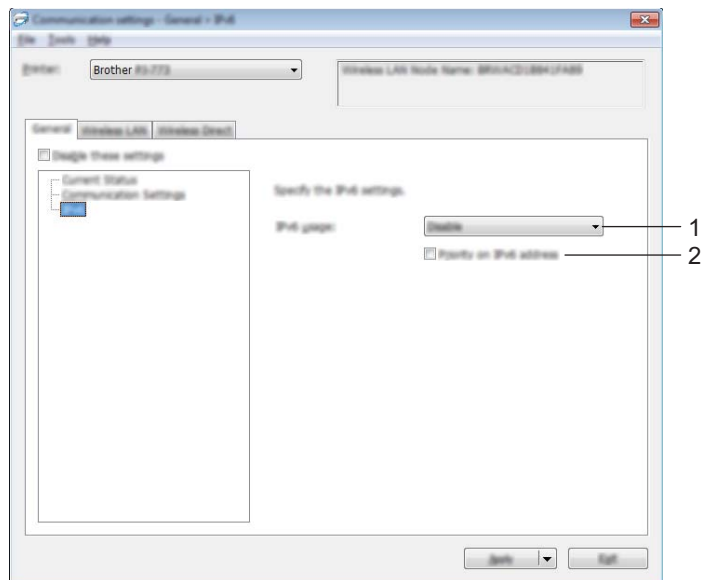 Communication settings - General > IPv6
File Tools Help
Printer:
Brother PJ-773
Wireless LAN Node Name:
General Wireless LAN Wireless Direct
Disable these settings
Current Status
Communication Settings
IPv6
Specify the IPv6 settings.
IPv6 usage:
Disable
1
Priority on IPv6 address
2
Apply
Exit